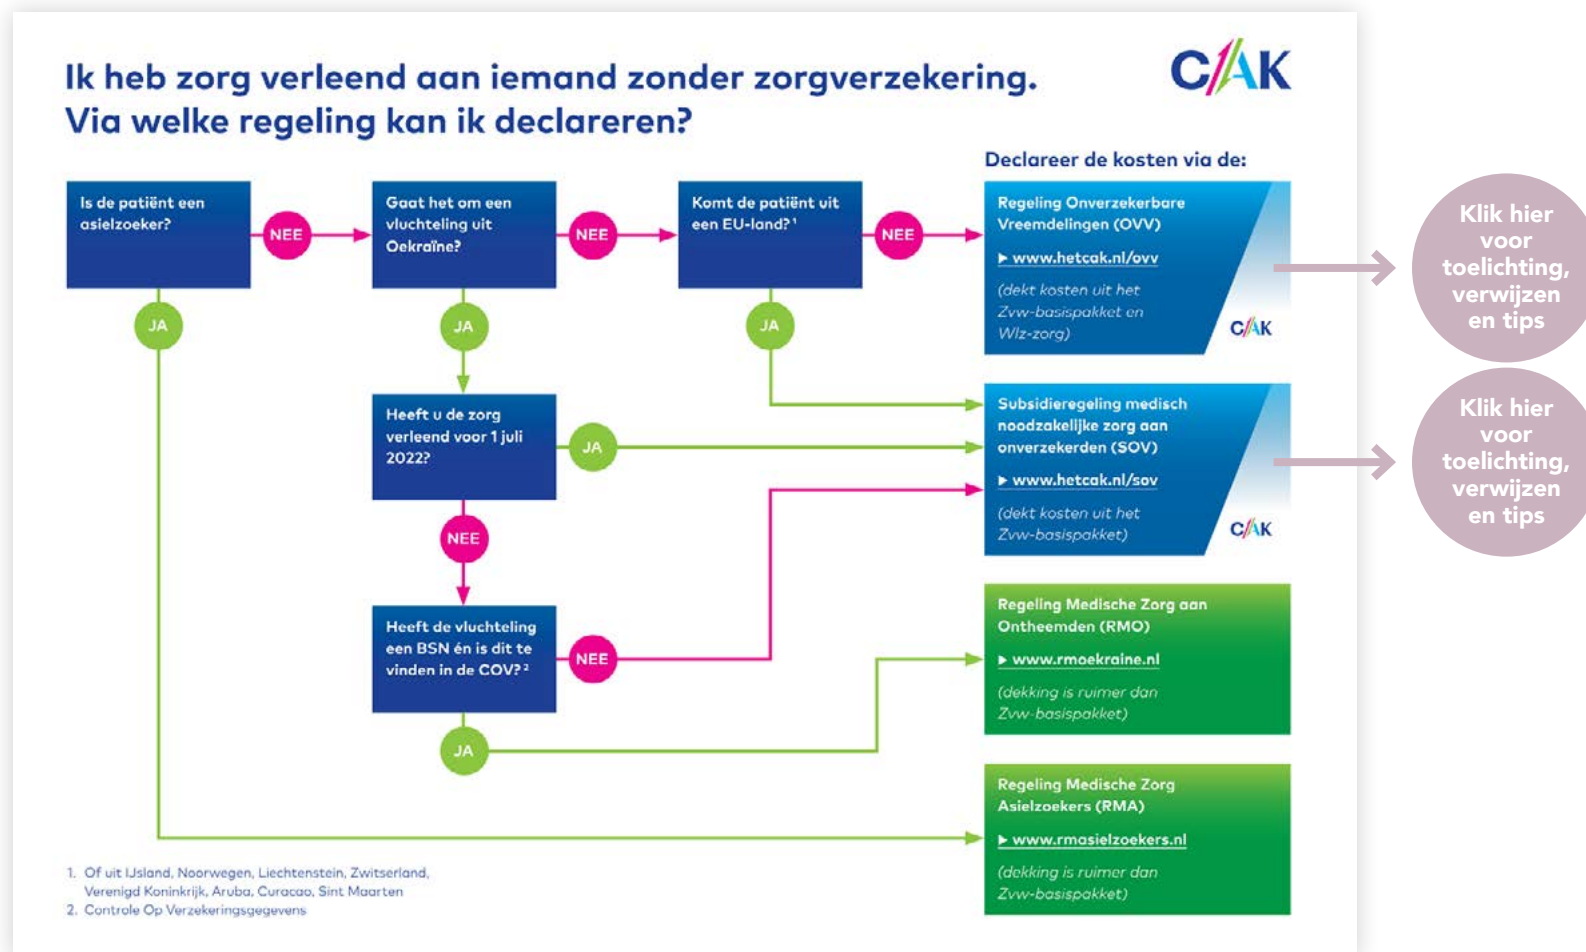 Ik heb zorg verleend aan iemand zonder zorgverzekering.
Via welke regeling kan ik declareren?
CAK
Declareer de kosten via de:
Is de patiënt een
asielzoeker?
NEE
Gaat het om een
vluchteling uit
Oekraïne?
NEE
Komt de patiënt uit
een EU-land? 1
NEE
Regeling Onverzekerbare
Vreemdelingen (OVV)
▶ www.hetcak.nl/ovv
(dekt kosten uit het
Zvw-basispakket en
Wlz-zorg)
CAK
Klik hier
voor
toelichting,
verwijzen
en tips
JA
JA
JA
Heeft u de zorg
verleend voor 1 juli
2022?
JA
Subsidieregeling medisch
noodzakelijke zorg aan
onverzekerden (SOV)
▶ www.hetcak.nl/sov
(dekt kosten uit het
Zvw-basispakket)
CAK
Klik hier
voor
toelichting,
verwijzen
en tips
NEE
Heeft de vluchteling
een BSN én is dit te
vinden in de COV? 2
NEE
Regeling Medische Zorg aan
Ontheemden (RMO)
▶ www.rmoekraine.nl
(dekking is ruimer dan
Zvw-basispakket)
JA
Regeling Medische Zorg
Asielzoekers (RMA)
▶ www.rmasielzoekers.nl
(dekking is ruimer dan
Zvw-basispakket)
1. Of uit IJsland, Noorwegen, Liechtenstein, Zwitserland,
Verenigd Koninkrijk, Aruba, Curacao, Sint Maarten
2. Controle Op Verzekeringsgegevens